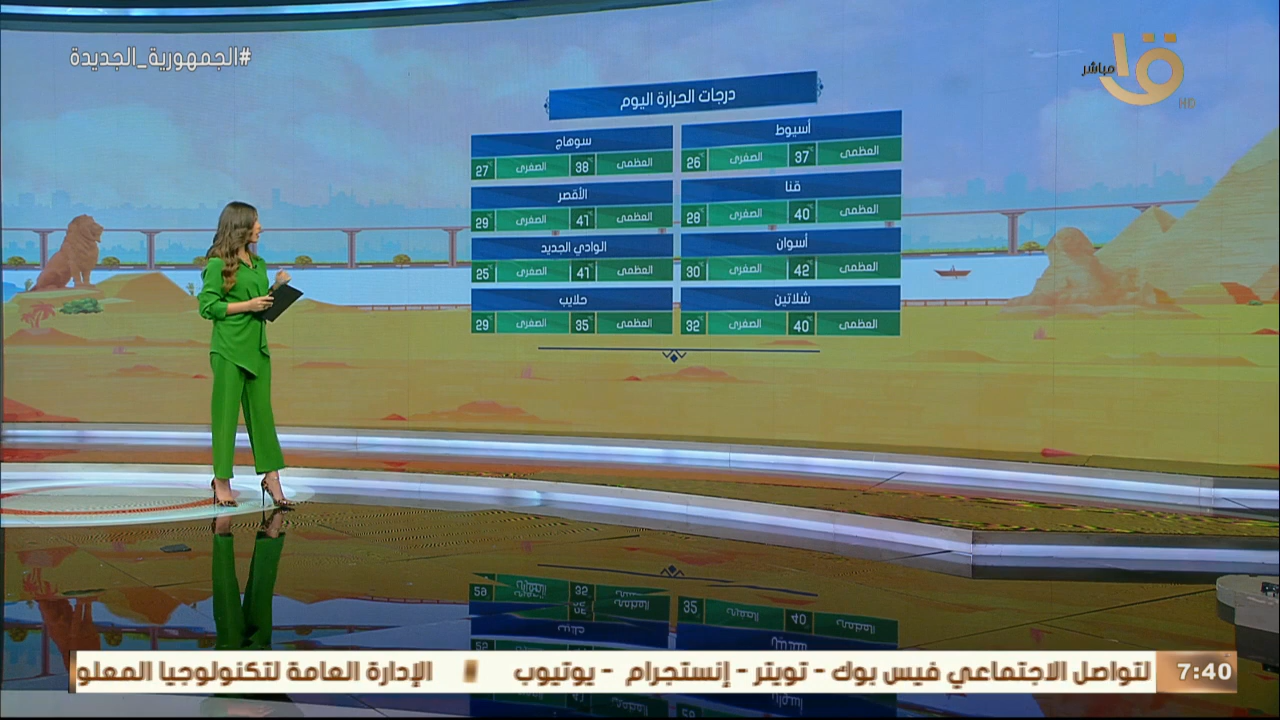 #الجمهورية_الجديدة
مباشر
HD
درجات الحرارة اليوم
أسيوط
العظمى 37 الصغرى 26
سوهاج
العظمى 38 الصغرى 27
قنا
العظمى 40 الصغرى 28
الأقصر
العظمى 41 الصغرى 29
أسوان
العظمى 42 الصغرى 30
الوادي الجديد
العظمى 41 الصغرى 25
شلاتين
العظمى 40 الصغرى 32
حلايب
العظمى 35 الصغرى 29
7:40 لتواصل الاجتماعي فيس بوك - تويتر - إنستجرام - يوتيوب الإدارة العامة لتكنولوجيا المعلو